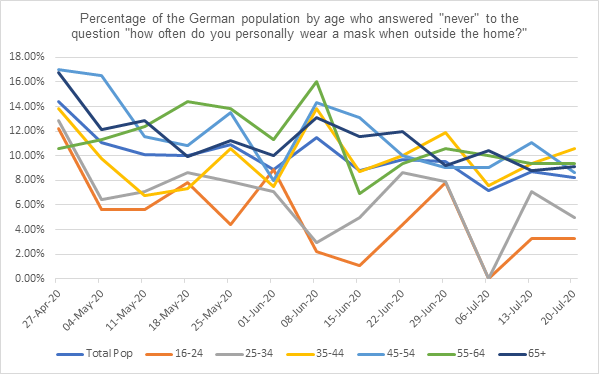 Percentage of the German population by age who answered "never" to the
question "how often do you personally wear a mask when outside the home?"
18.00%
16.00%
14.00%
12.00%
10.00%
8.00%
6.00%
4.00%
2.00%
0.00%
27-Apr-20
04-May-20
11-May-20
18-May-20
25-May-20
01-Jun-20
08-Jun-20
15-Jun-20
22-Jun-20
29-Jun-20
06-Jul-20
13-Jul-20
20-Jul-20
Total Pop 16-24 25-34 35-44 45-54 55-64 65+